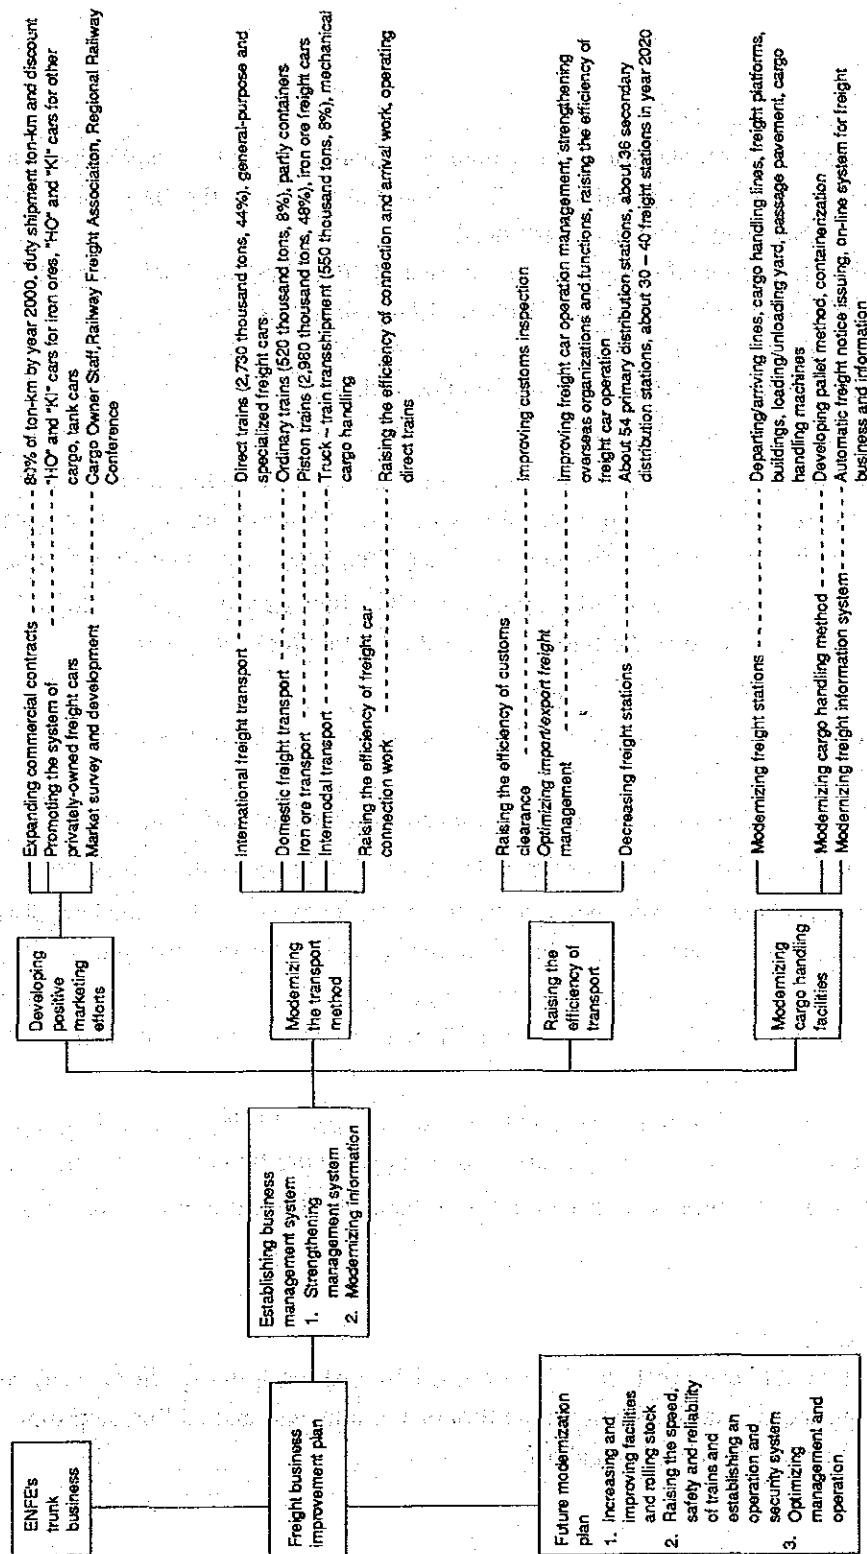 ENFE's
trunk
business
Freight business
improvement plan
Future modernization
plan
1. Increasing and
improving facilities
and rolling stock
2. Raising the speed,
safety and reliability
of trains and
establishing an
operation and
security system
3. Optimizing
management and
operation
Establishing business
management system
1. Strengthening
management system
2. Modernizing information
Developing
positive
marketing
efforts
Expanding commercial contracts - - - - - - - - - - 80% of ton-km by year 2000, duty shipment ton-km and discount
Promoting the system of - - - - - - - - - - "HO" and "KI" cars for iron ores, "HO" and "KI" cars for other
privately-owned freight cars cargo, tank cars
Market survey and development - - - - - - - - - - Cargo Owner Staff, Railway Freight Associaiton, Regional Railway
Conference
Modernizing
the transport
method
International freight transport - - - - - - - - - - Direct trains (2,730 thousand tons, 44%), general-purpose and
specialized freight cars
Domestic freight transport - - - - - - - - - - Ordinary trains (520 thousand tons, 8%), partly containers
Iron ore transport - - - - - - - - - - Piston trains (2,980 thousand tons, 48%), iron ore freight cars
Intermodal transport - - - - - - - - - - Truck – train transshipment (550 thousand tons, 8%), mechanical
cargo handling
Raising the efficiency of freight car
connection work - - - - - - - - - - Raising the efficiency of connection and arrival work, operating
direct trains
Raising the
efficiency of
transport
Raising the efficiency of customs
clearance - - - - - - - - - - Improving customs inspection
Optimizing import/export freight
management - - - - - - - - - - Improving freight car operation management, strengthening
overseas organizations and functions, raising the efficiency of
freight car operation
Decreasing freight stations - - - - - - - - - - About 54 primary distribution stations, about 36 secondary
distribution stations, about 30 – 40 freight stations in year 2020
Modernizing
cargo handling
facilities
Modernizing freight stations - - - - - - - - - - Departing/arriving lines, cargo handling lines, freight platforms,
buildings, loading/unloading yard, passage pavement, cargo
handling machines
Modernizing cargo handling method - - - - - - - Developing pallet method, containerization
Modernizing freight information system - - - - - Automatic freight notice issuing, on-line system for freight
business and information